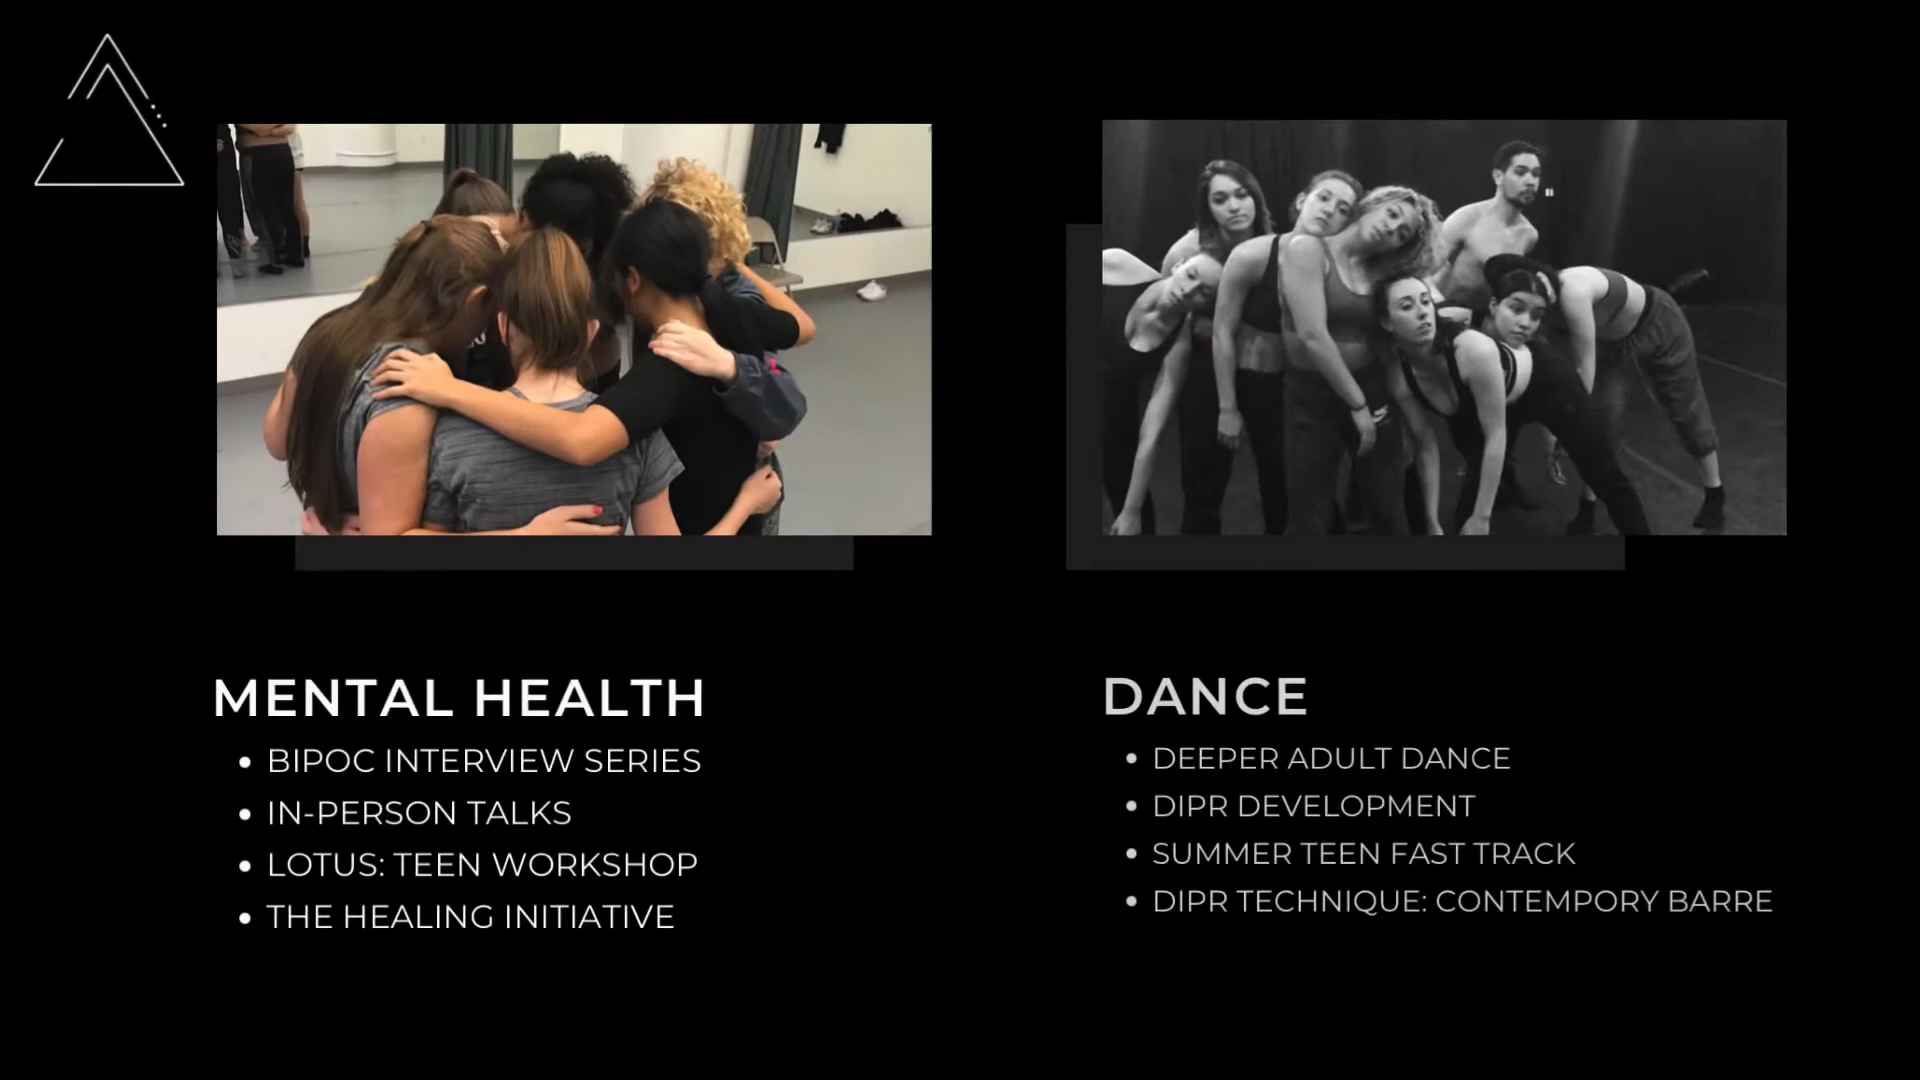 MENTAL HEALTH
BIPOC INTERVIEW SERIES
IN-PERSON TALKS
LOTUS: TEEN WORKSHOP
THE HEALING INITIATIVE
DANCE
DEEPER ADULT DANCE
DIPR DEVELOPMENT
SUMMER TEEN FAST TRACK
DIPR TECHNIQUE: CONTEMPORY BARRE